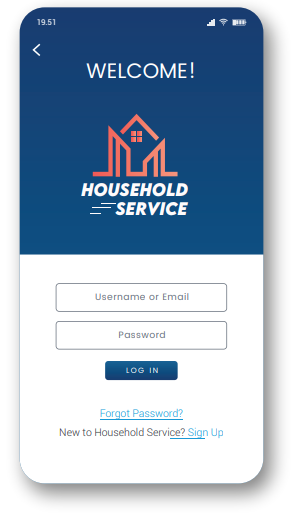 19.51
WELCOME!
HOUSEHOLD
SERVICE
Username or Email
Password
LOG IN
Forgot Password?
New to Household Service? Sign Up